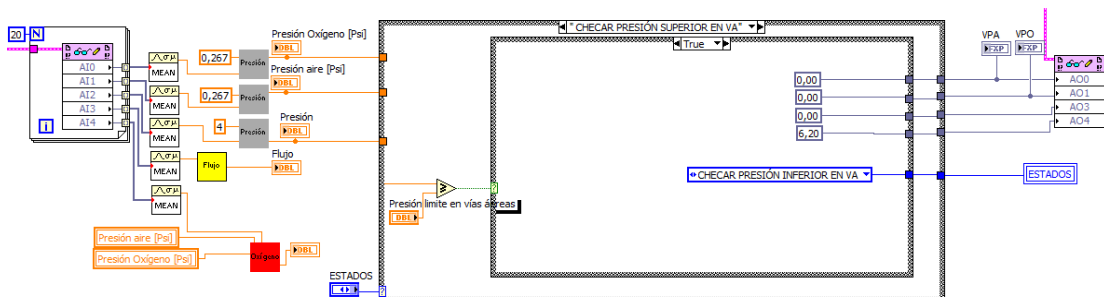 20
N
AI0
AI1
AI2
AI3
AI4
i
MEAN
MEAN
MEAN
MEAN
MEAN
0,267
Presión
Presión Oxígeno [Psi]
DBL
0,267
Presión
Presión aire [Psi]
DBL
4
Presión
Presión
DBL
Flujo
Flujo
DBL
Presión aire [Psi]
Presión Oxígeno [Psi]
Oxígeno
DBL
ESTADOS
"CHECAR PRESIÓN SUPERIOR EN VA"
True
Presión limite en vías áereas
DBL
0,00
0,00
0,00
6,20
CHECAR PRESIÓN INFERIOR EN VA
VPA
FXP
VPO
FXP
AO0
AO1
AO3
AO4
ESTADOS